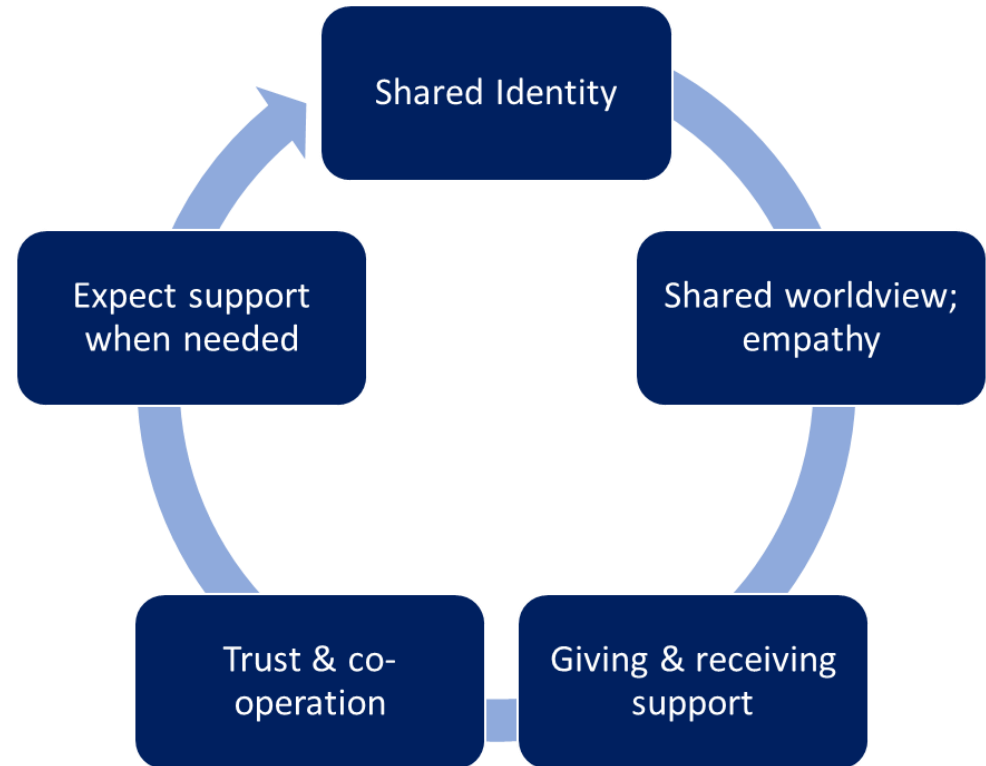 Shared Identity
Shared worldview;
empathy
Giving & receiving
support
Trust & co-
operation
Expect support
when needed